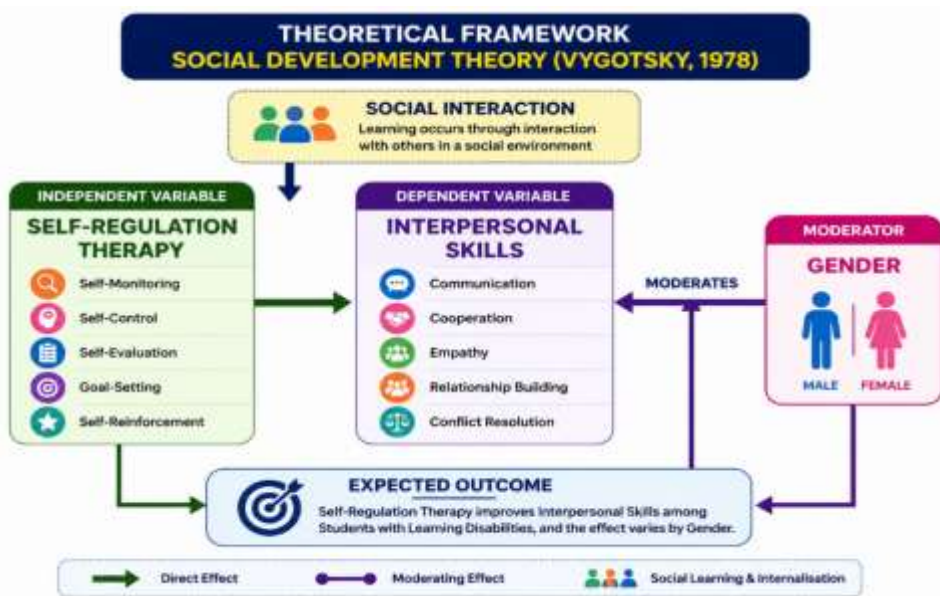 THEORETICAL FRAMEWORK
SOCIAL DEVELOPMENT THEORY (VYGOTSKY, 1978)
SOCIAL INTERACTION
Learning occurs through interaction
with others in a social environment
INDEPENDENT VARIABLE
SELF-REGULATION
THERAPY
Self-Monitoring
Self-Control
Self-Evaluation
Goal-Setting
Self-Reinforcement
DEPENDENT VARIABLE
INTERPERSONAL
SKILLS
Communication
Cooperation
Empathy
Relationship Building
Conflict Resolution
MODERATES
MODERATOR
GENDER
MALE
FEMALE
EXPECTED OUTCOME
Self-Regulation Therapy improves Interpersonal Skills among
Students with Learning Disabilities, and the effect varies by Gender.
Direct Effect
Moderating Effect
Social Learning & Internalisation